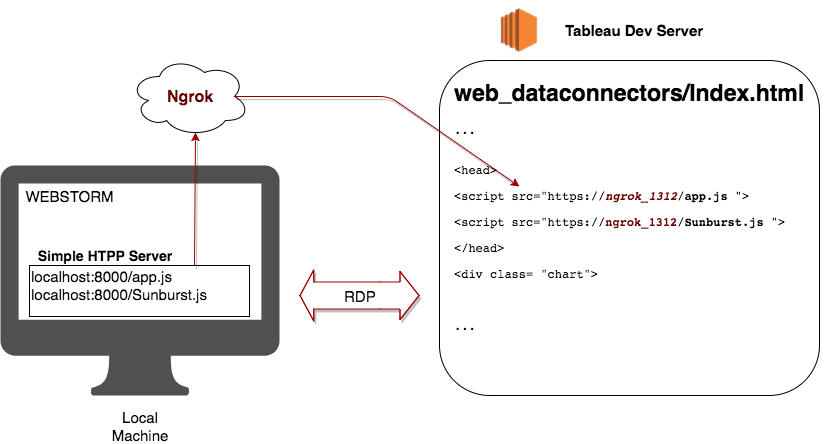 Tableau Dev Server
Ngrok
web_dataconnectors/Index.html
...
<head>
<script src="https://ngrok_1312/app.js ">
<script src="https://ngrok_1312/Sunburst.js ">
</head>
<div class= "chart">
...
WEBSTORM
Simple HTPP Server
localhost:8000/app.js
localhost:8000/Sunburst.js
RDP
Local
Machine